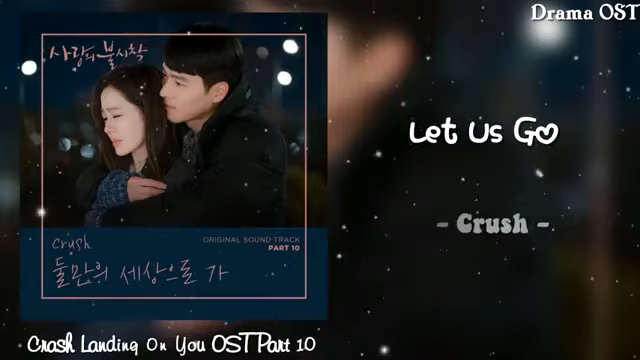 Drama OST
사랑의 불시착
Let Us Go
- Crush -
Crush
ORIGINAL SOUND-TRACK
PART 10
둘만의 세상으로 가
Crash Landing On You OST Part 10